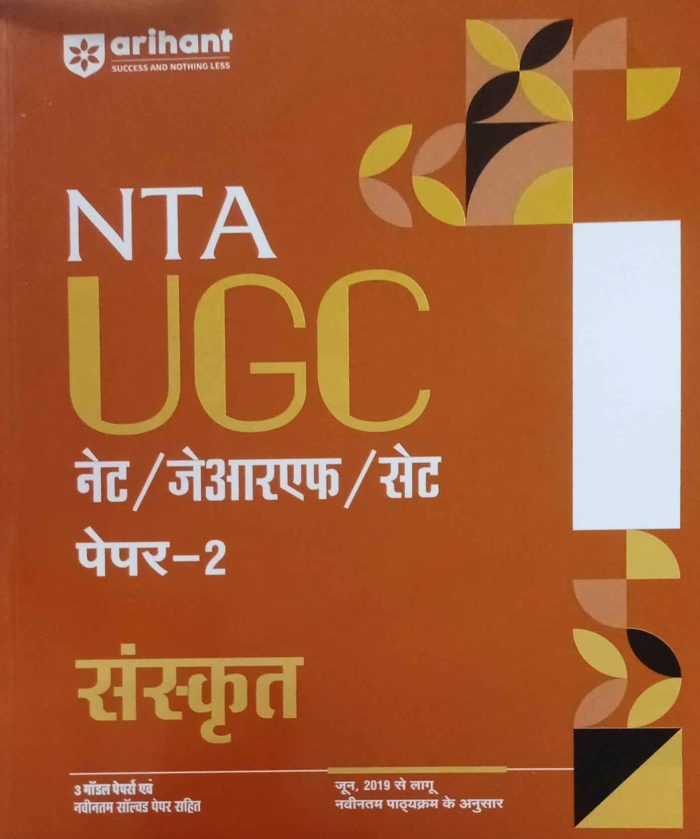 arihant
SUCCESS AND NOTHING LESS
NTA
UGC
नेट/जेआरएफ/सेट
पेपर-2
संस्कृत
3 मॉडल पेपर्स एवं
नवीनतम सॉल्वड पेपर सहित
जून, 2019 से लागू
नवीनतम पाठ्यक्रम के अनुसार